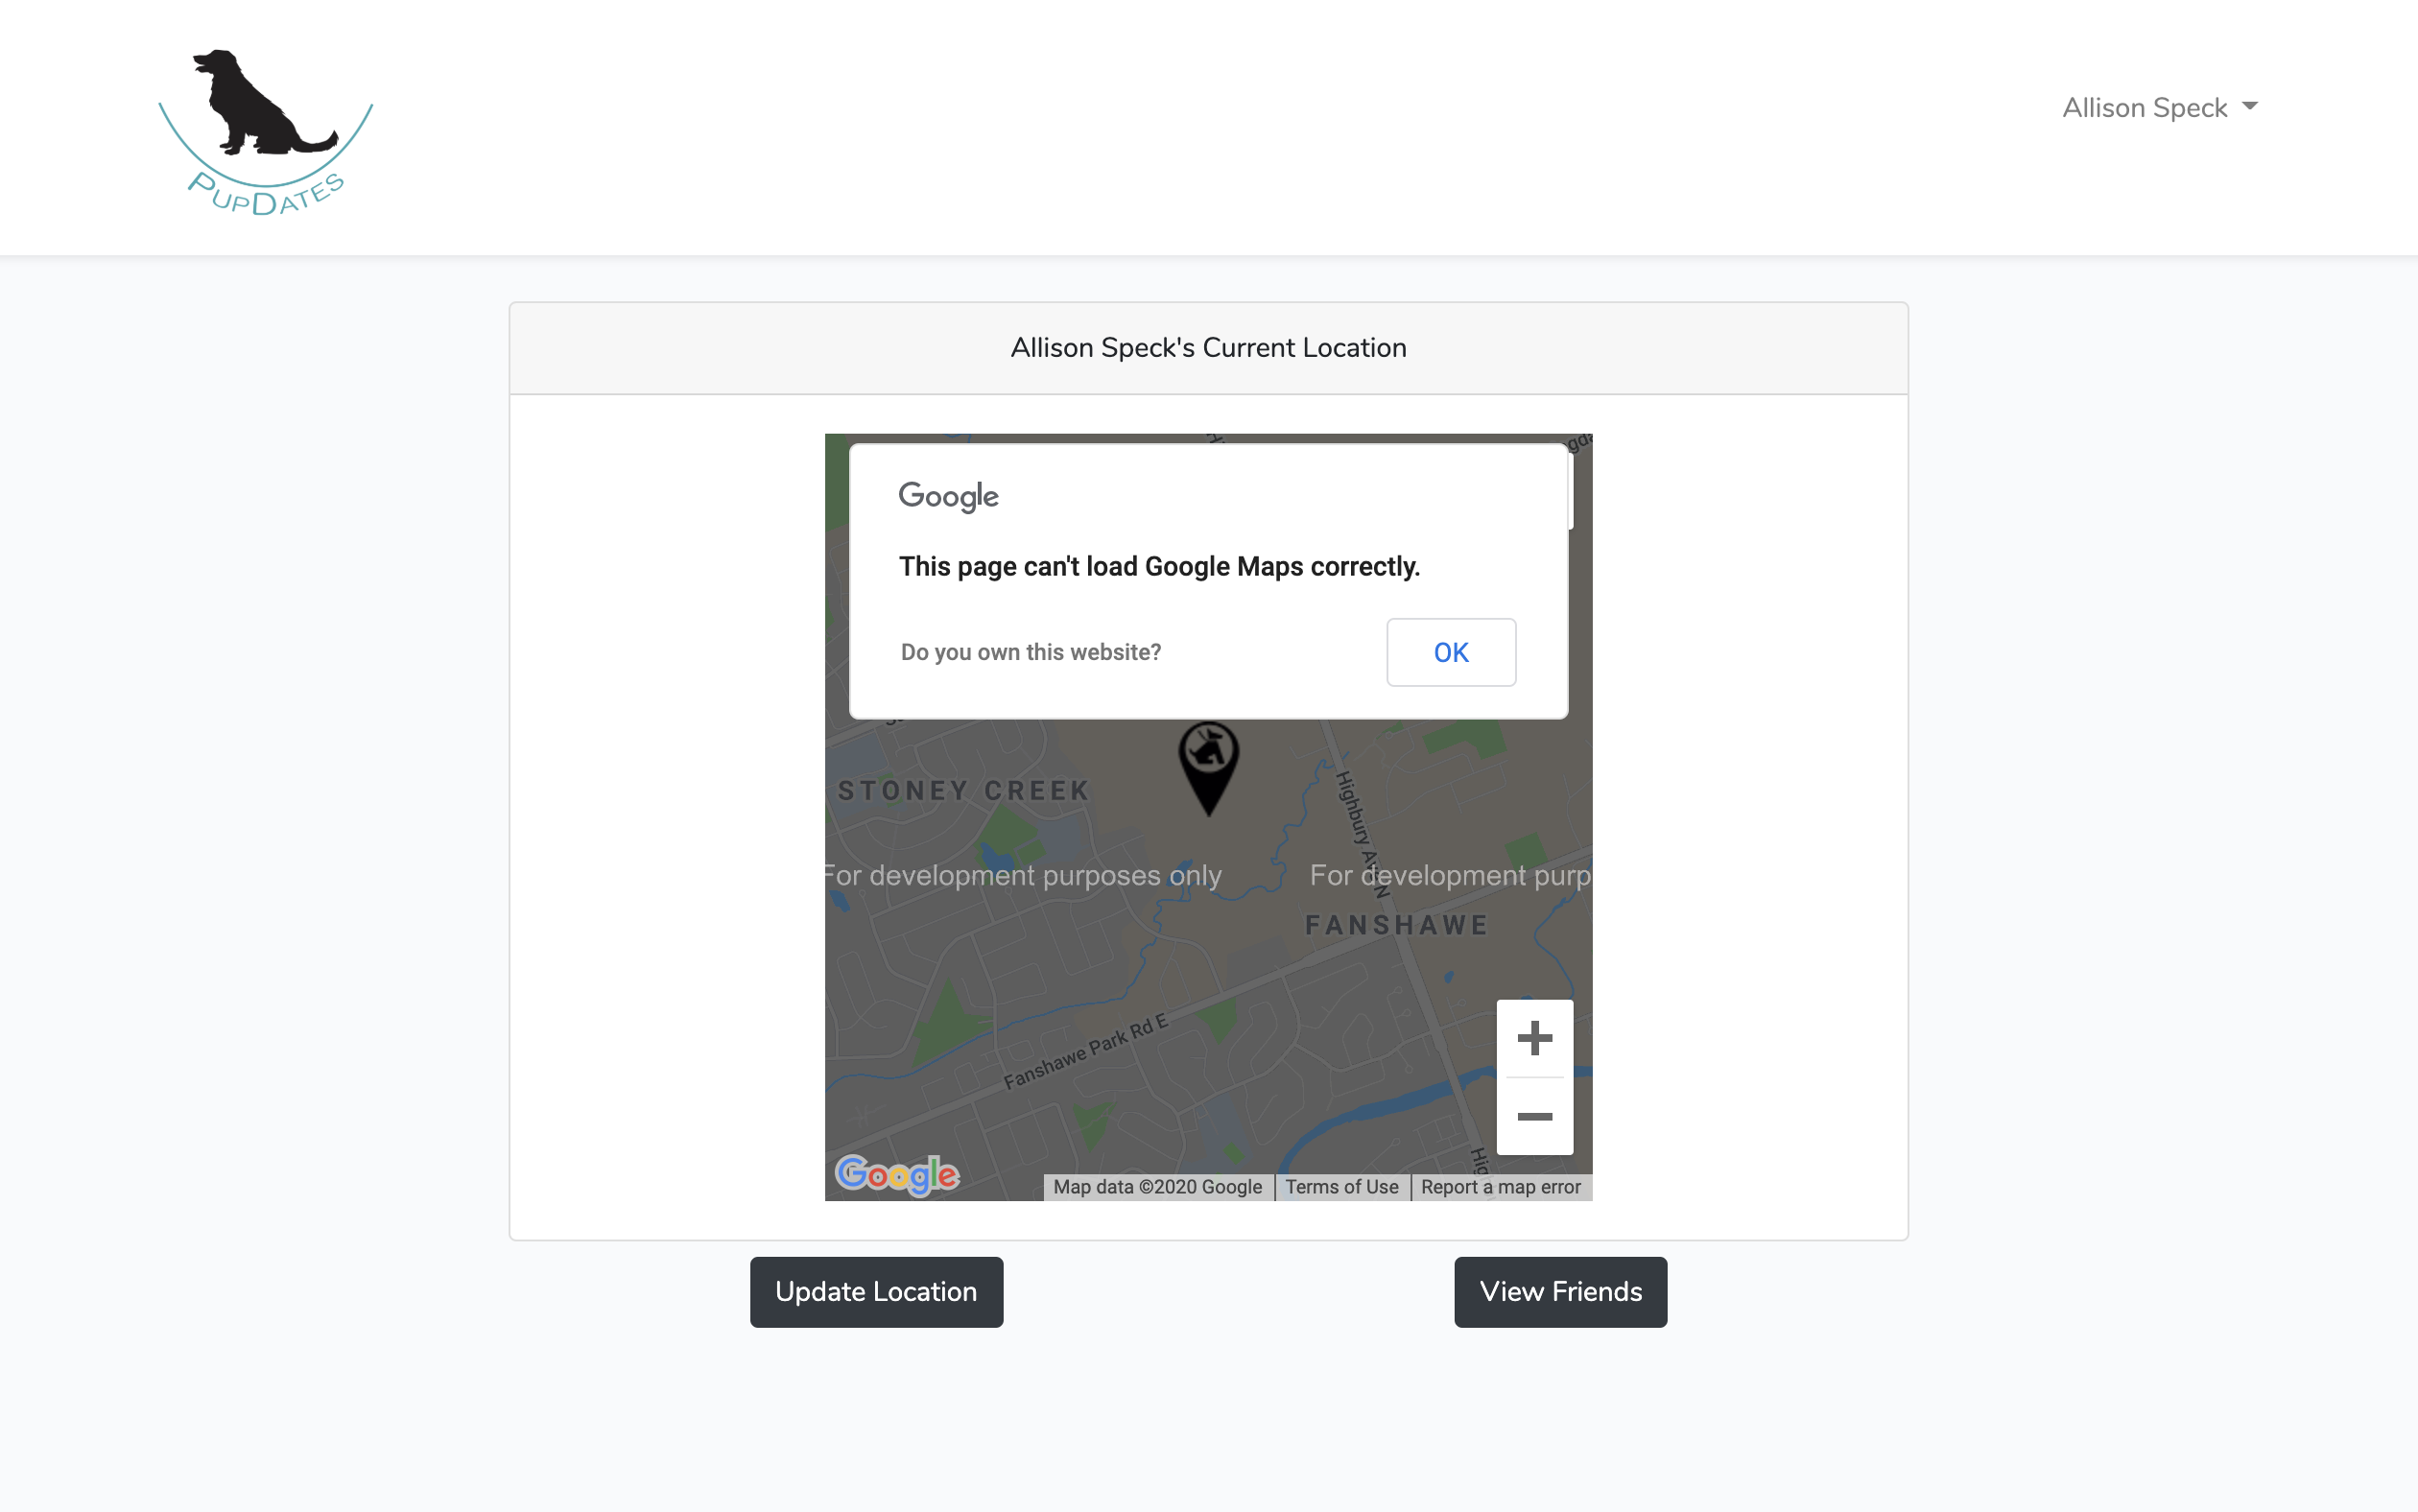 PUPDATES
Allison Speck
Allison Speck's Current Location
Google
This page can't load Google Maps correctly.
Do you own this website?
OK
STONEY CREEK
Highbury Ave N
For development purposes only
For development purp
FANSHAWE
Fanshawe Park Rd E
Google
Map data ©2020 Google
Terms of Use
Report a map error
Update Location
View Friends